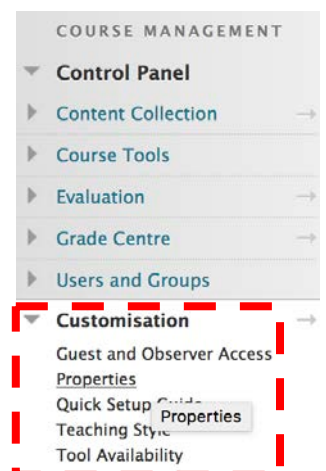 COURSE MANAGEMENT
Control Panel
Content Collection
Course Tools
Evaluation
Grade Centre
Users and Groups
Customisation
Guest and Observer Access
Properties
Quick Setup Guide
Properties
Teaching Style
Tool Availability